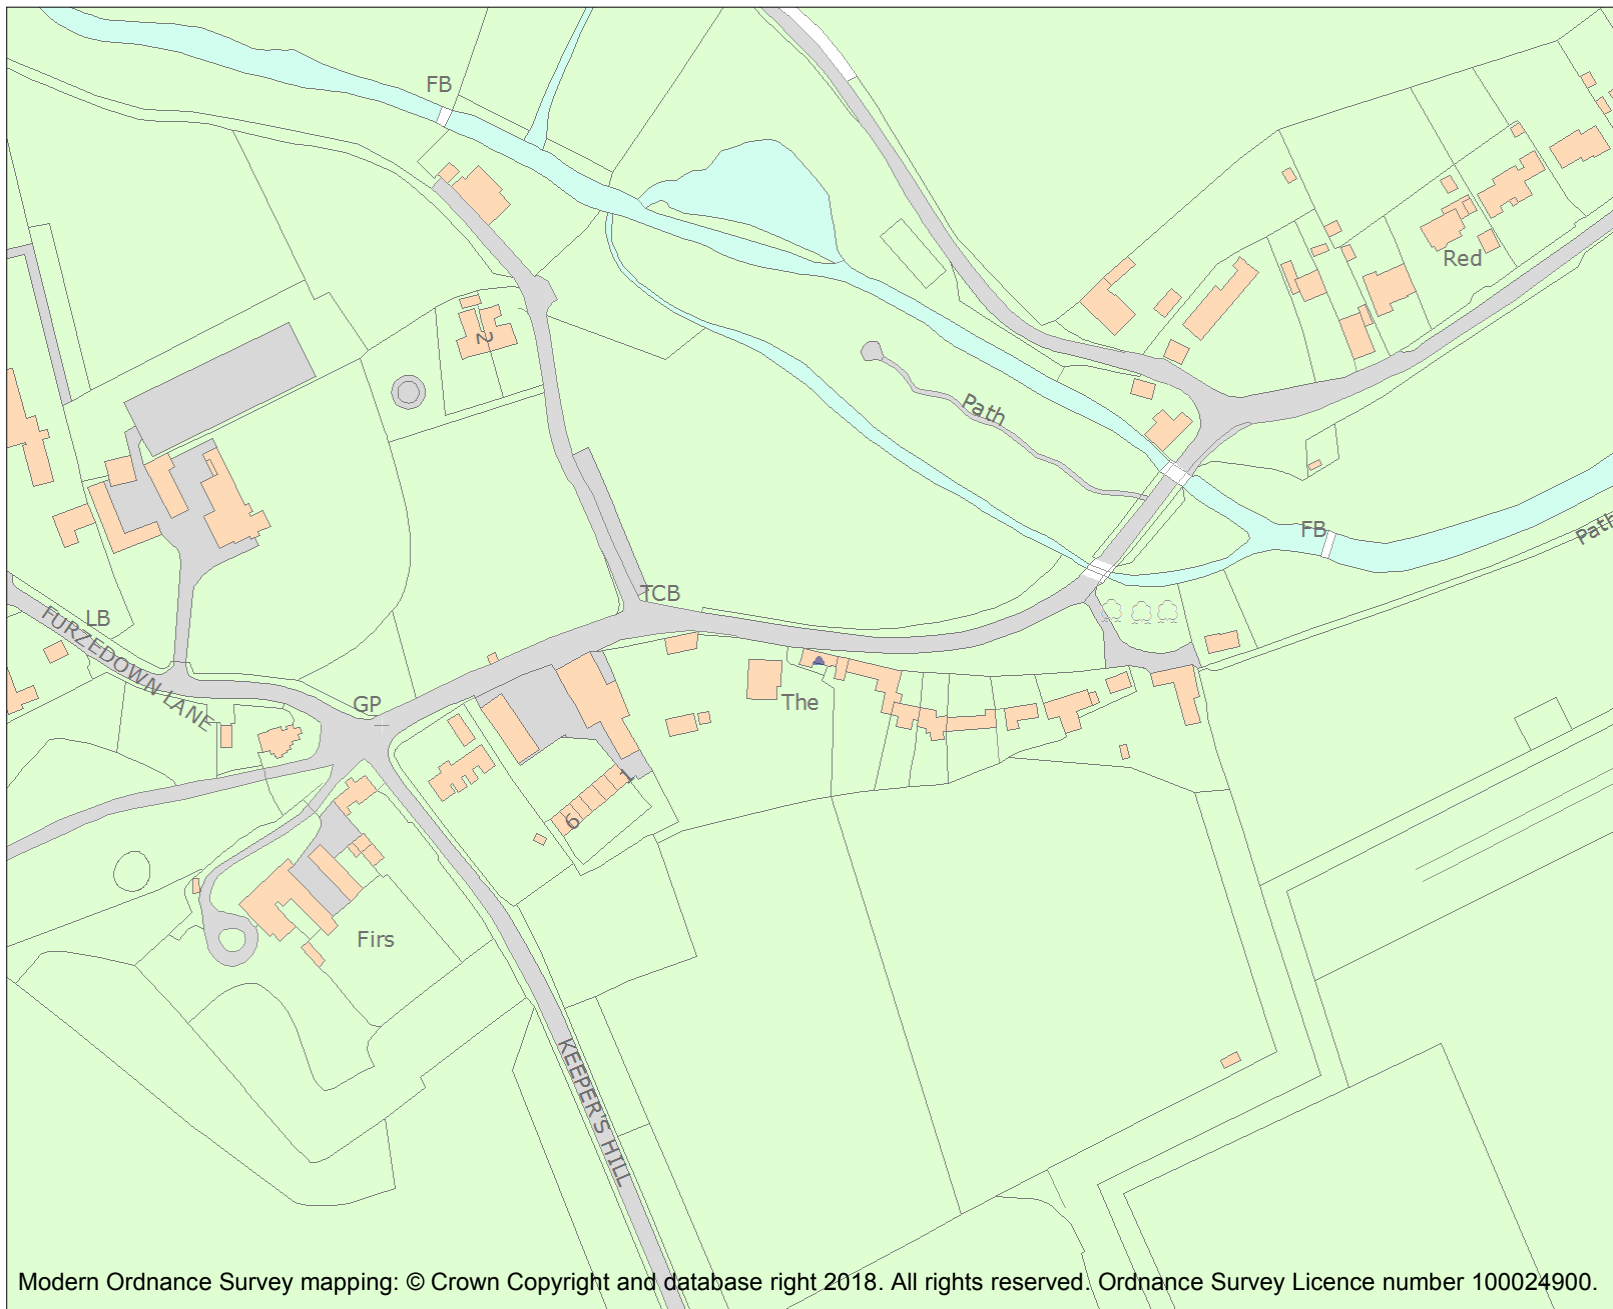 FB
Red
2
Path
FB
Path
TCB
LB
FURZEDOWN LANE
GP
The
1
6
Firs
KEEPER'S HILL
Modern Ordnance Survey mapping: © Crown Copyright and database right 2018. All rights reserved. Ordnance Survey Licence number 100024900.